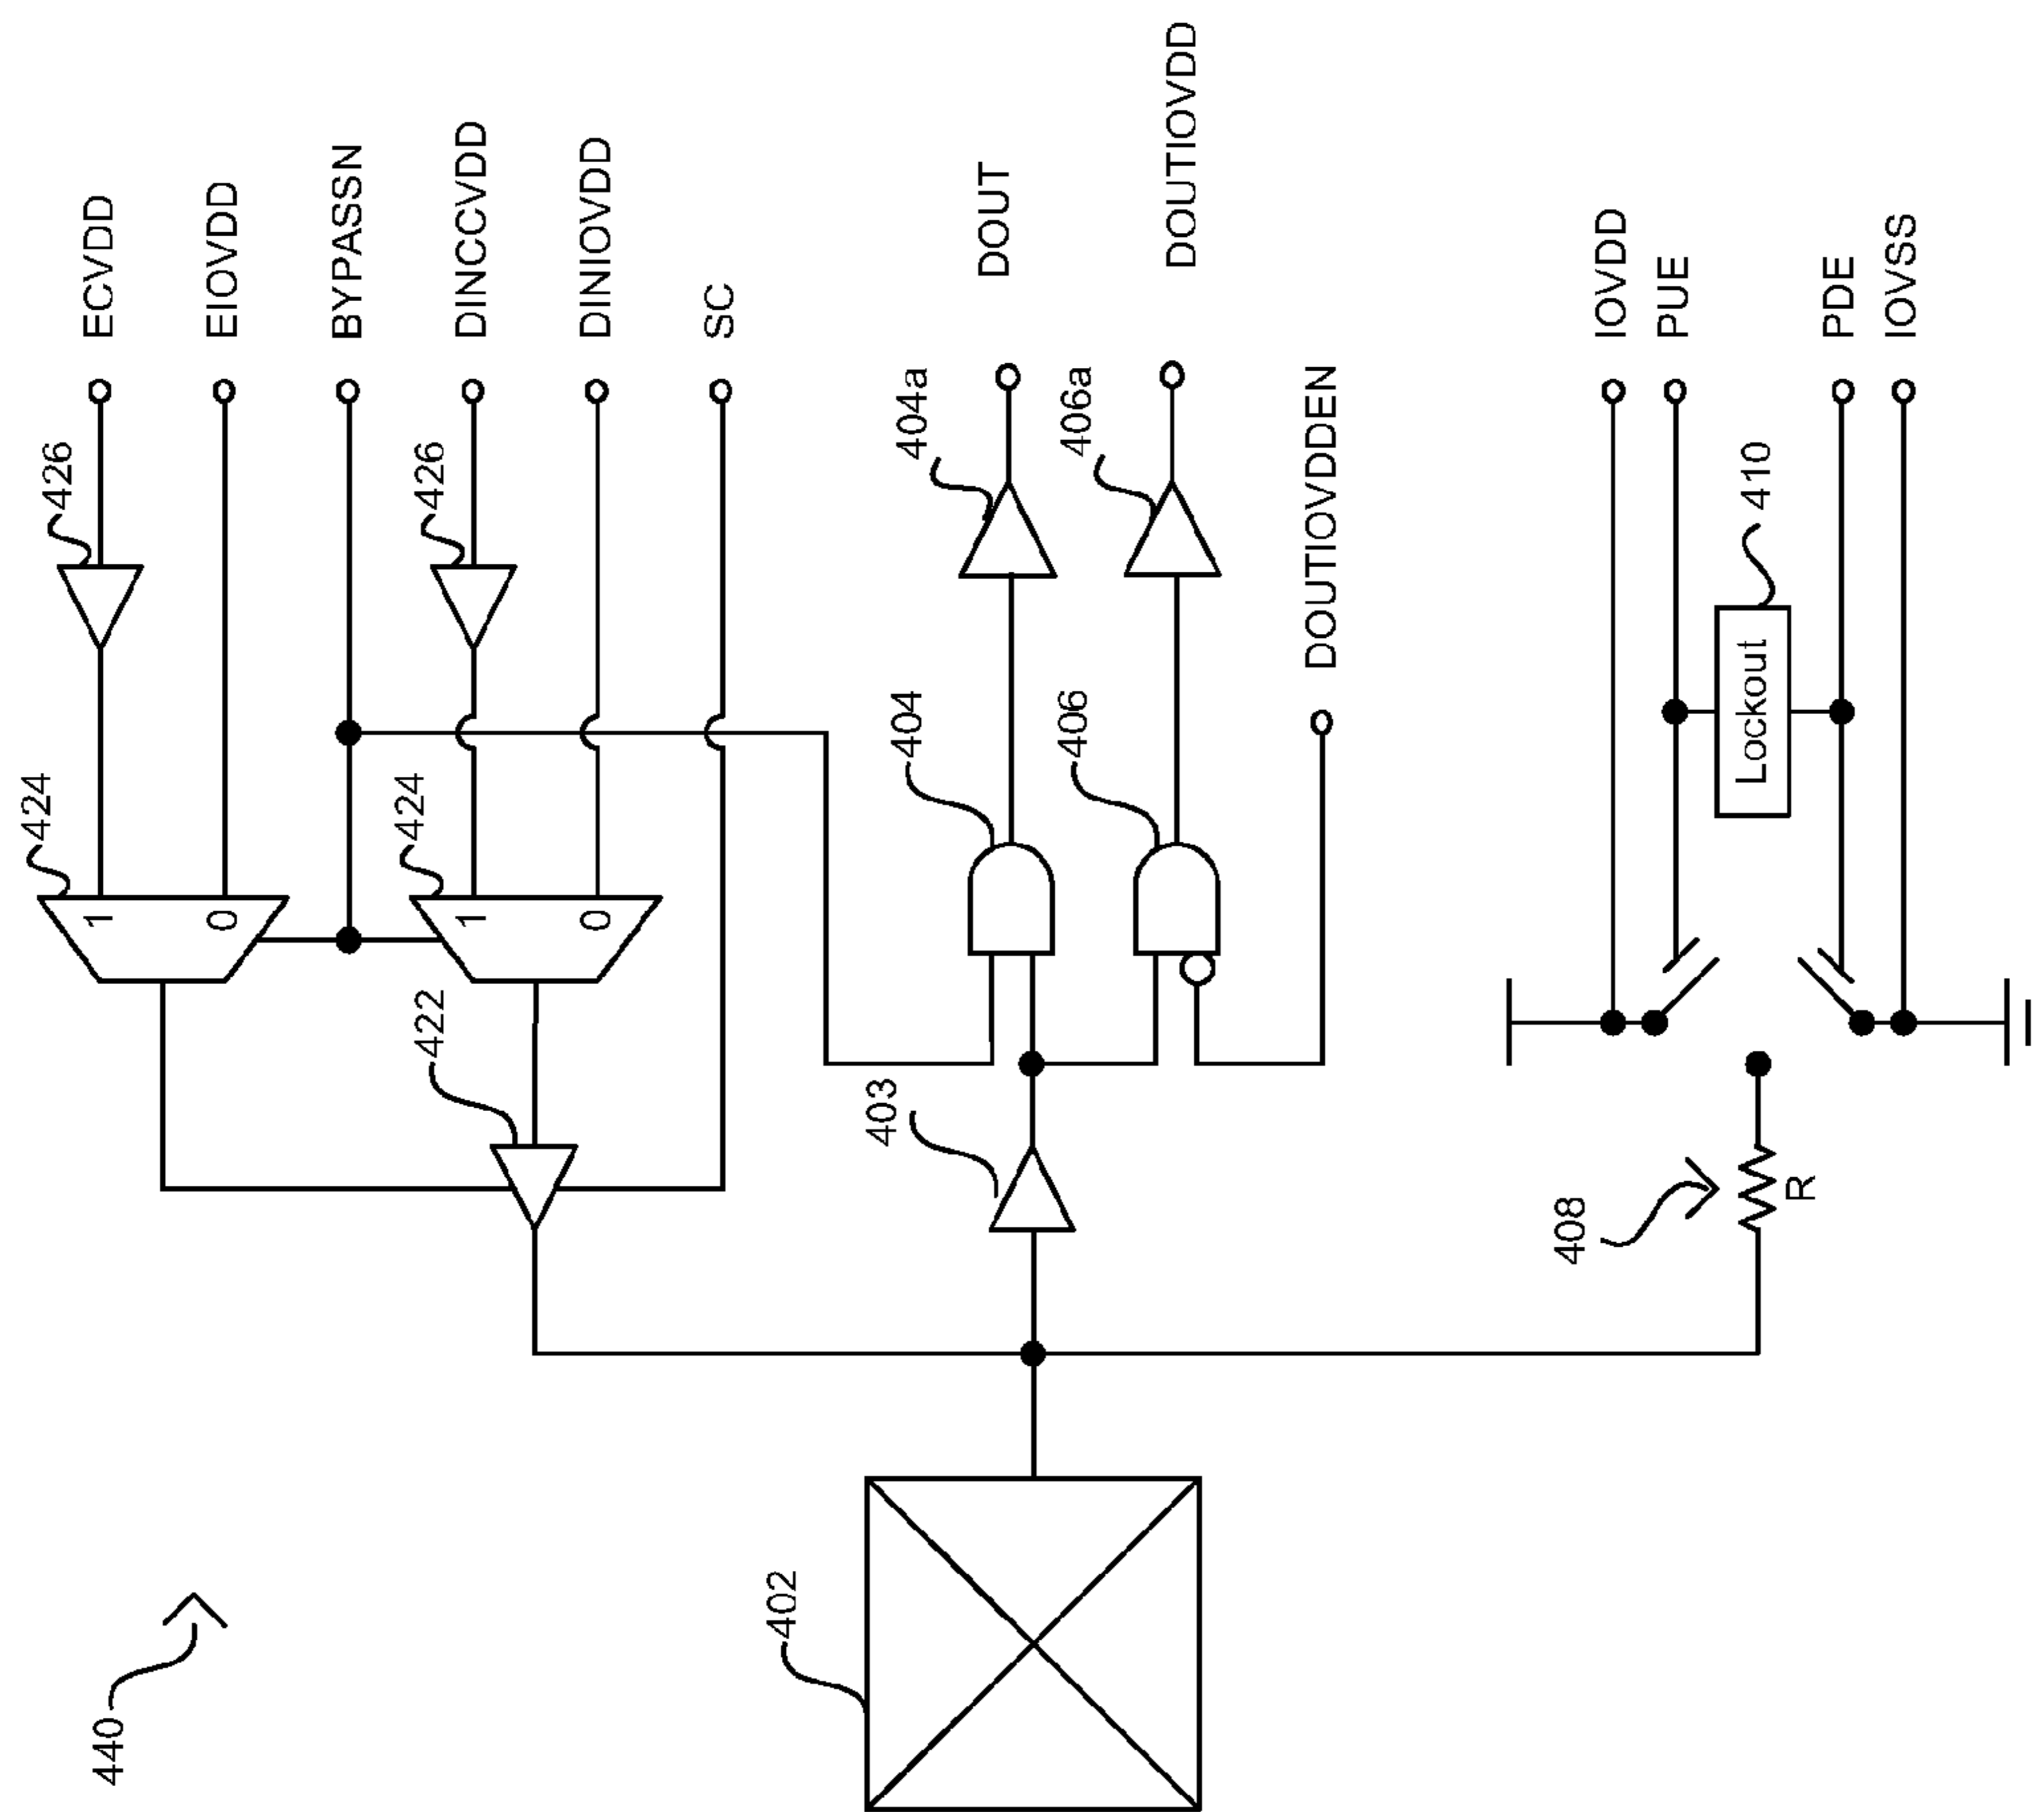 ECVDD
EIOVDD
BYPASSN
DINCCVDD
DINIOVDD
SC
426
426
424
1
0
424
1
0
422
DOUT
DOUTIOVDD
404a
406a
DOUTIOVDDEN
404
406
403
IOVDD
PUE
PDE
IOVSS
Lockout
410
408
R
402
440